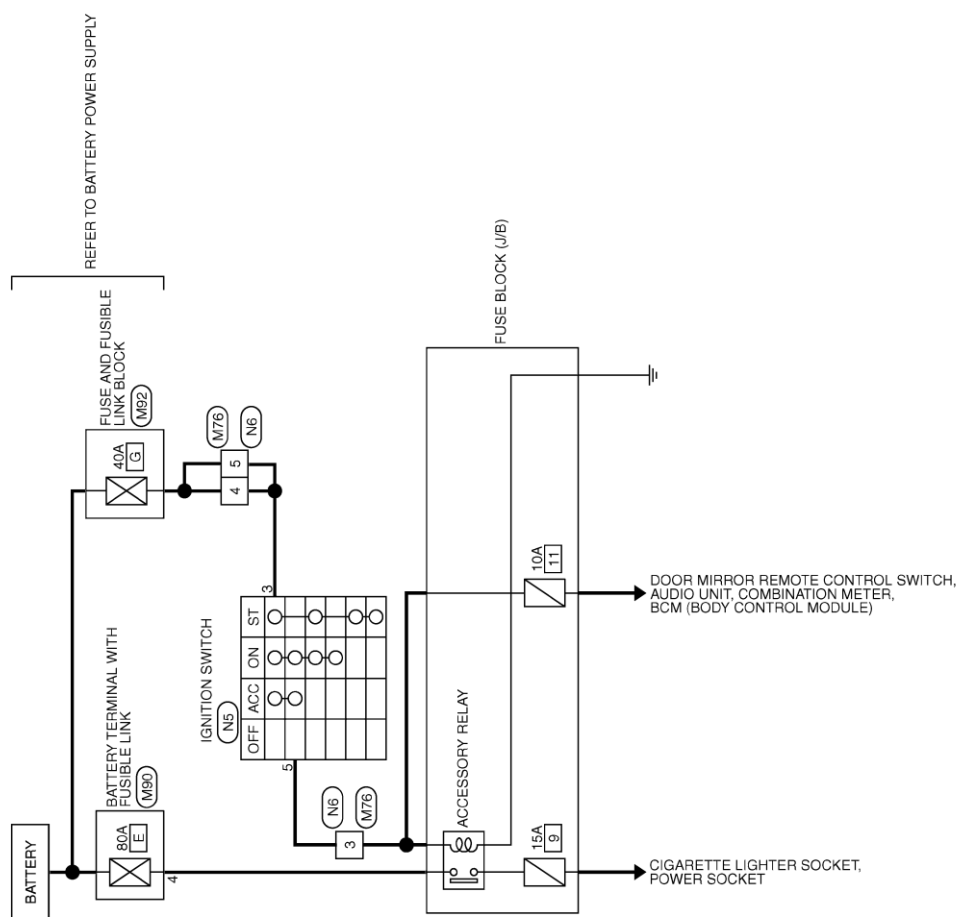 REFER TO BATTERY POWER SUPPLY
BATTERY
BATTERY TERMINAL WITH
FUSIBLE LINK
M90
80A
E
4
FUSE AND FUSIBLE
LINK BLOCK
M92
40A
G
M76
N6
4
5
IGNITION SWITCH
N5
OFF
ACC
ON
ST
3
5
N6
M76
3
FUSE BLOCK (J/B)
ACCESSORY RELAY
15A
9
10A
11
CIGARETTE LIGHTER SOCKET,
POWER SOCKET
DOOR MIRROR REMOTE CONTROL SWITCH,
AUDIO UNIT, COMBINATION METER,
BCM (BODY CONTROL MODULE)